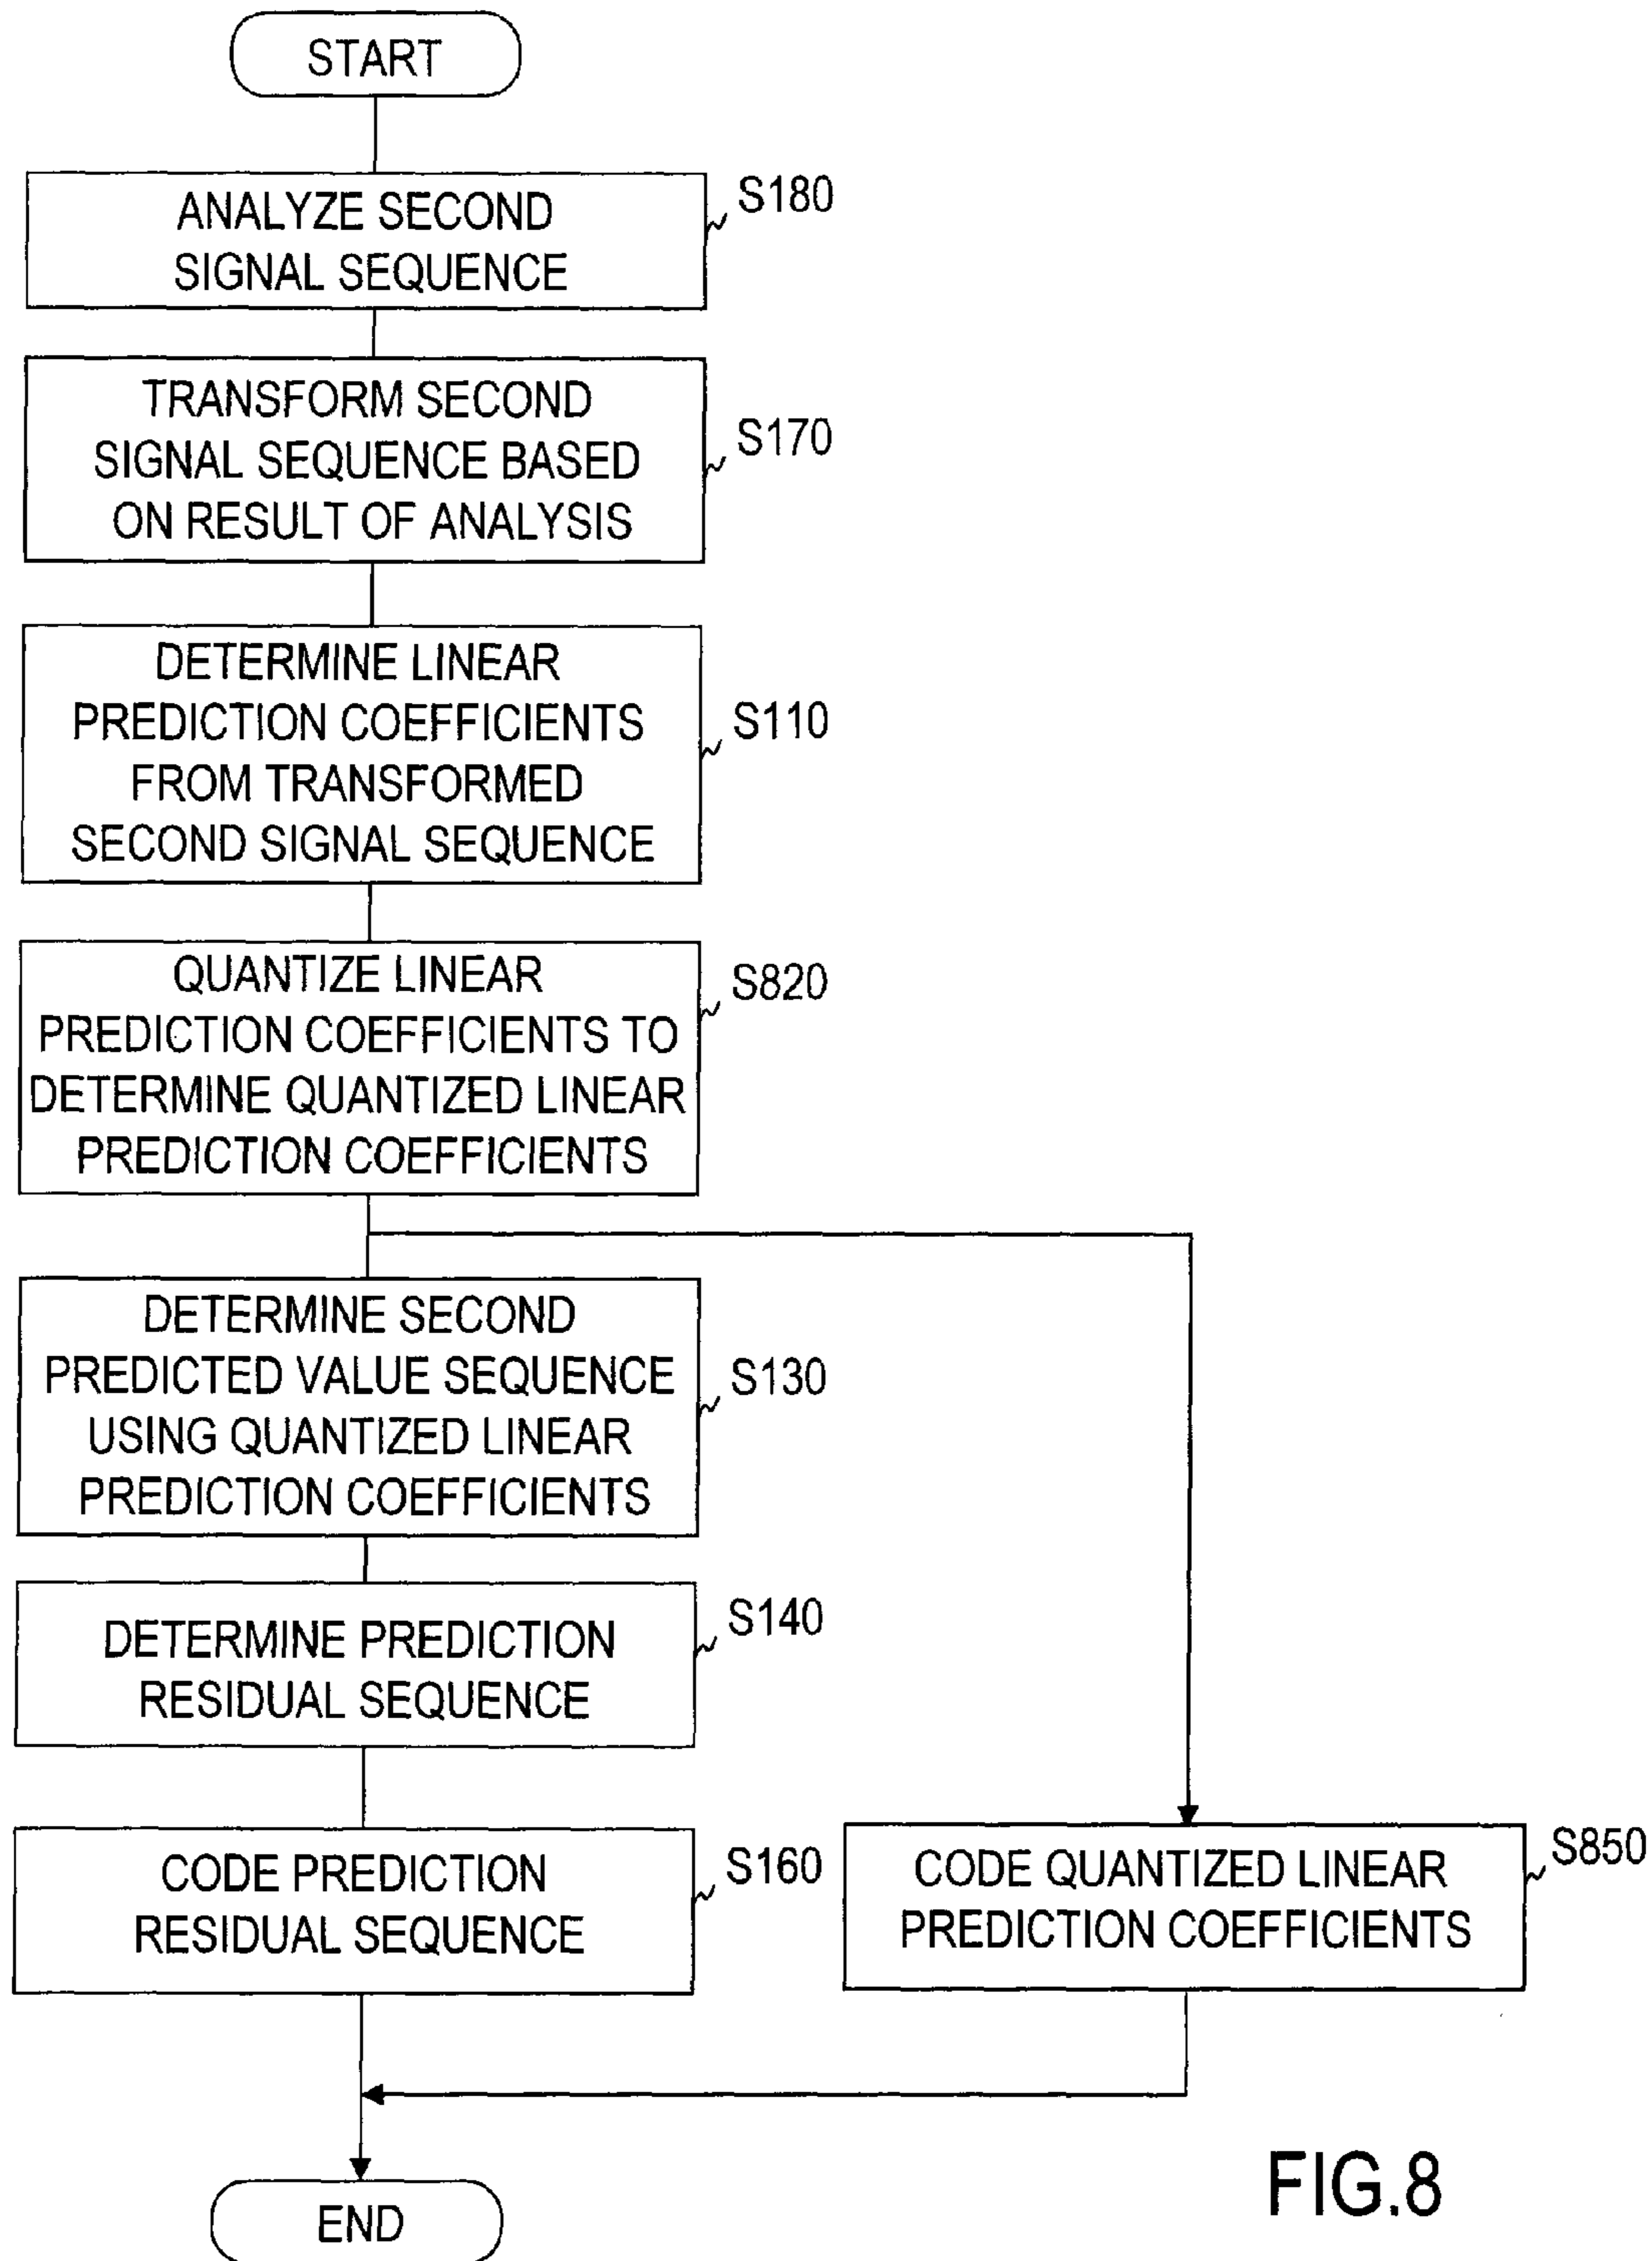 START
ANALYZE SECOND
SIGNAL SEQUENCE
S180
TRANSFORM SECOND
SIGNAL SEQUENCE BASED
ON RESULT OF ANALYSIS
S170
DETERMINE LINEAR
PREDICTION COEFFICIENTS
FROM TRANSFORMED
SECOND SIGNAL SEQUENCE
S110
QUANTIZE LINEAR
PREDICTION COEFFICIENTS TO
DETERMINE QUANTIZED LINEAR
PREDICTION COEFFICIENTS
S820
DETERMINE SECOND
PREDICTED VALUE SEQUENCE
USING QUANTIZED LINEAR
PREDICTION COEFFICIENTS
S130
DETERMINE PREDICTION
RESIDUAL SEQUENCE
S140
CODE PREDICTION
RESIDUAL SEQUENCE
S160
CODE QUANTIZED LINEAR
PREDICTION COEFFICIENTS
S850
END
FIG.8